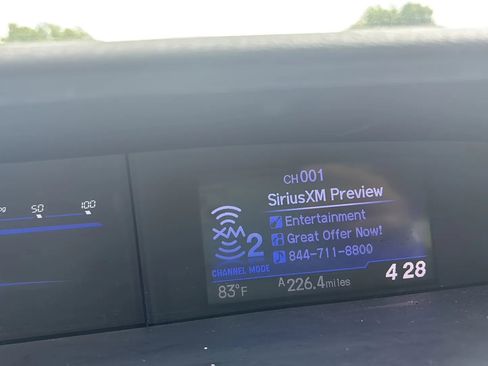 50 100
CH 001
SiriusXM Preview
Entertainment
Great Offer Now!
844-711-8800
XM 2
CHANNEL MODE
83°F A 226.4 miles 4 28